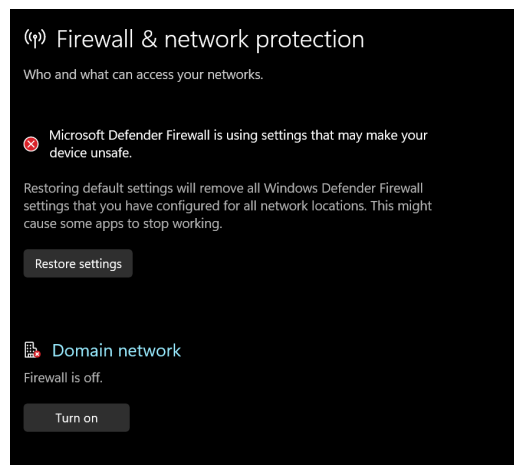 Firewall & network protection
Who and what can access your networks.
Microsoft Defender Firewall is using settings that may make your
device unsafe.
Restoring default settings will remove all Windows Defender Firewall
settings that you have configured for all network locations. This might
cause some apps to stop working.
Restore settings
Domain network
Firewall is off.
Turn on